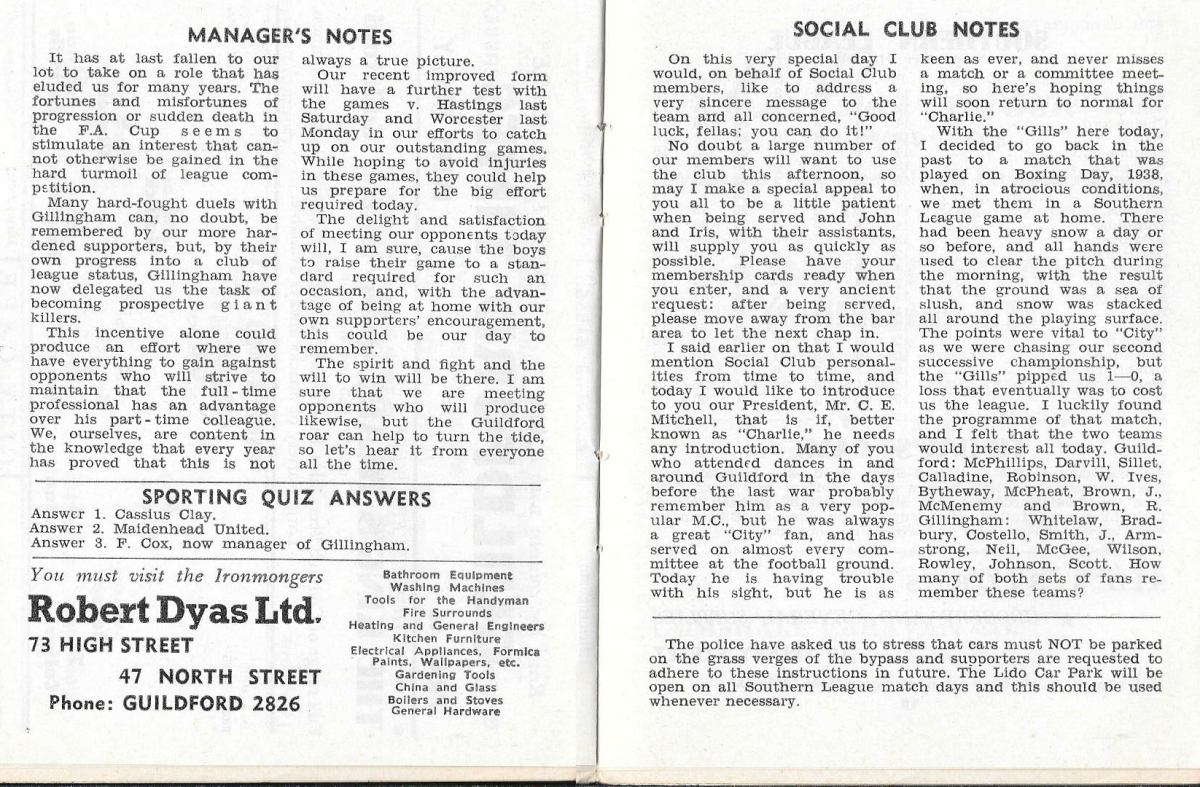 MANAGER'S NOTES
It has at last fallen to our
lot to take on a role that has
eluded us for many years. The
fortunes and misfortunes of
progression or sudden death in
the F.A. Cup seems to
stimulate an interest that can-
not otherwise be gained in the
hard turmoil of league com-
petition.
Many hard-fought duels with
Gillingham can, no doubt, be
remembered by our more har-
dened supporters, but, by their
own progress into a club of
league status, Gillingham have
now delegated us the task of
becoming prospective giant
killers.
This incentive alone could
produce an effort where we
have everything to gain against
opponents who will strive to
maintain that the full-time
professional has an advantage
over his part-time colleague.
We, ourselves, are content in
the knowledge that every year
has proved that this is not
always a true picture.
Our recent improved form
will have a further test with
the games v. Hastings last
Saturday and Worcester last
Monday in our efforts to catch
up on our outstanding games.
While hoping to avoid injuries
in these games, they could help
us prepare for the big effort
required today.
The delight and satisfaction
of meeting our opponents today
will, I am sure, cause the boys
to raise their game to a stan-
dard required for such an
occasion, and, with the advan-
tage of being at home with our
own supporters' encouragement,
this could be our day to
remember.
The spirit and fight and the
will to win will be there. I am
sure that we are meeting
opponents who will produce
likewise, but the Guildford
roar can help to turn the tide,
so let's hear it from everyone
all the time.
SPORTING QUIZ ANSWERS
Answer 1. Cassius Clay.
Answer 2. Maidenhead United.
Answer 3. F. Cox, now manager of Gillingham.
You must visit the Ironmongers
Robert Dyas Ltd.
73 HIGH STREET
47 NORTH STREET
Phone: GUILDFORD 2826
Bathroom Equipment
Washing Machines
Tools for the Handyman
Fire Surrounds
Heating and General Engineers
Kitchen Furniture
Electrical Appliances, Formica
Paints, Wallpapers, etc.
Gardening Tools
China and Glass
Boilers and Stoves
General Hardware
SOCIAL CLUB NOTES
On this very special day I
would, on behalf of Social Club
members, like to address a
very sincere message to the
team and all concerned, "Good
luck, fellas; you can do it!"
No doubt a large number of
our members will want to use
the club this afternoon, so
may I make a special appeal to
you all to be a little patient
when being served and John
and Iris, with their assistants,
will supply you as quickly as
possible. Please have your
membership cards ready when
you enter, and a very ancient
request: after being served,
please move away from the bar
area to let the next chap in.
I said earlier on that I would
mention Social Club personal-
ities from time to time, and
today I would like to introduce
to you our President, Mr. C. E.
Mitchell, that is if, better
known as "Charlie," he needs
any introduction. Many of you
who attended dances in and
around Guildford in the days
before the last war probably
remember him as a very pop-
ular M.C., but he was always
a great "City" fan, and has
served on almost every com-
mittee at the football ground.
Today he is having trouble
with his sight, but he is as
keen as ever, and never misses
a match or a committee meet-
ing, so here's hoping things
will soon return to normal for
"Charlie."
With the "Gills" here today,
I decided to go back in the
past to a match that was
played on Boxing Day, 1938,
when, in atrocious conditions,
we met them in a Southern
League game at home. There
had been heavy snow a day or
so before, and all hands were
used to clear the pitch during
the morning, with the result
that the ground was a sea of
slush, and snow was stacked
all around the playing surface.
The points were vital to "City"
as we were chasing our second
successive championship, but
the "Gills" pipped us 1—0, a
loss that eventually was to cost
us the league. I luckily found
the programme of that match,
and I felt that the two teams
would interest all today. Guild-
ford: McPhillips, Darvill, Sillet,
Calladine, Robinson, W. Ives,
Bytheway, McPheat, Brown, J.,
McMenemy and Brown, R.
Gillingham: Whitelaw, Brad-
bury, Costello, Smith, J., Arm-
strong, Neil, McGee, Wilson,
Rowley, Johnson, Scott. How
many of both sets of fans re-
member these teams?
The police have asked us to stress that cars must NOT be parked
on the grass verges of the bypass and supporters are requested to
adhere to these instructions in future. The Lido Car Park will be
open on all Southern League match days and this should be used
whenever necessary.